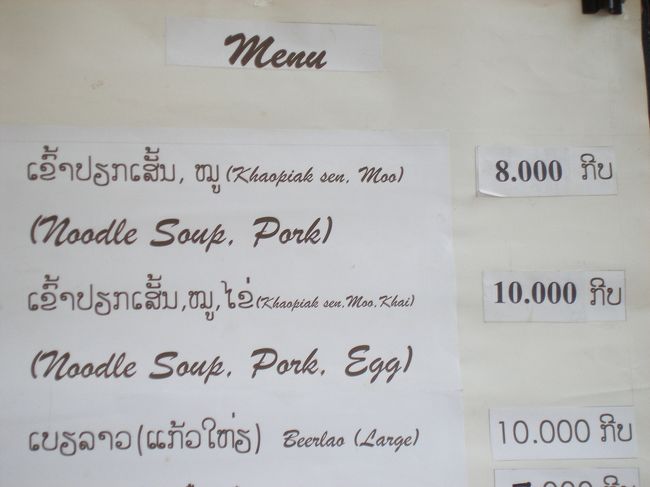 Menu
ເຂົ້າປຽກເສັ້ນ, ໝູ (Khaopiak sen, Moo) 8.000 ກີບ
(Noodle Soup, Pork)
ເຂົ້າປຽກເສັ້ນ,ໝູ,ໄຂ່(Khaopiak sen,Moo,Khai) 10.000 ກີບ
(Noodle Soup, Pork, Egg)
ເບຽລາວ(ແກ້ວໃຫ່ຽ) Beerlao (Large) 10.000 ກີບ